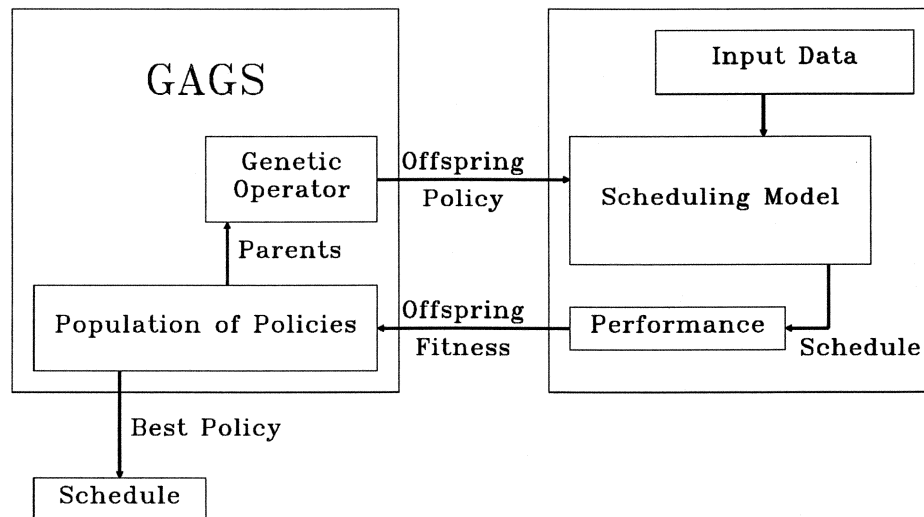 GAGS
Input Data
Genetic
Operator
Offspring
Policy
Scheduling Model
Parents
Population of Policies
Offspring
Fitness
Performance
Schedule
Best Policy
Schedule